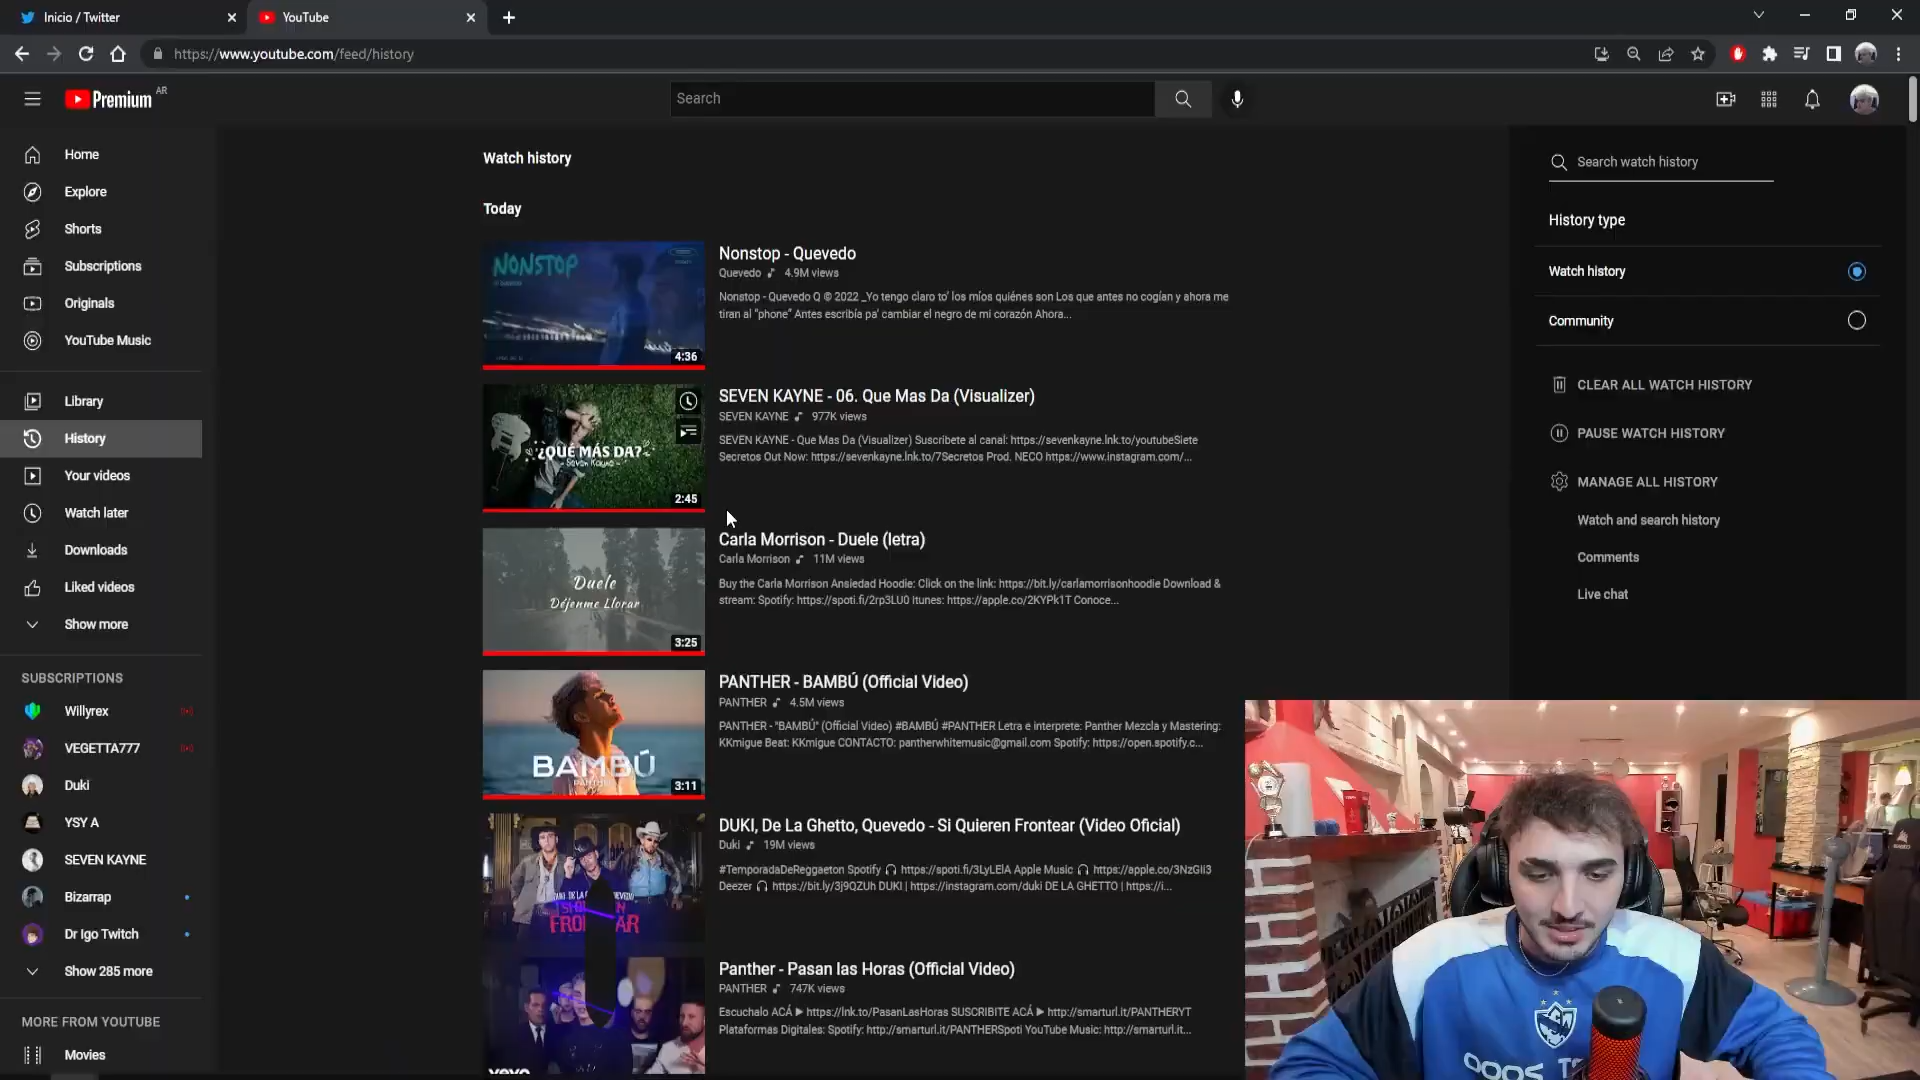 Inicio / Twitter
YouTube
https://www.youtube.com/feed/history
Premium AR
Search
Home
Explore
Shorts
Subscriptions
Originals
YouTube Music
Library
History
Your videos
Watch later
Downloads
Liked videos
Show more
SUBSCRIPTIONS
Willyrex
VEGETTA777
Duki
YSY A
SEVEN KAYNE
Bizarrap
Dr Igo Twitch
Show 285 more
MORE FROM YOUTUBE
Movies
Watch history
Today
NONSTOP
4:36
Nonstop - Quevedo
Quevedo 4.9M views
Nonstop - Quevedo Q © 2022 _Yo tengo claro to' los míos quiénes son Los que antes no cogían y ahora me
tiran al "phone" Antes escribía pa' cambiar el negro de mi corazón Ahora...
¿QUÉ MÁS DA?
- Seven Kayne -
2:45
SEVEN KAYNE - 06. Que Mas Da (Visualizer)
SEVEN KAYNE 977K views
SEVEN KAYNE - Que Mas Da (Visualizer) Suscribete al canal: https://sevenkayne.lnk.to/youtubeSiete
Secretos Out Now: https://sevenkayne.lnk.to/7Secretos Prod. NECO https://www.instagram.com/...
Duele
Déjenme Llorar
3:25
Carla Morrison - Duele (letra)
Carla Morrison 11M views
Buy the Carla Morrison Ansiedad Hoodie: Click on the link: https://bit.ly/carlamorrisonhoodie Download &
stream: Spotify: https://spoti.fi/2rp3LU0 Itunes: https://apple.co/2KYPk1T Conoce...
BAMBÚ
PANTHER
3:11
PANTHER - BAMBÚ (Official Video)
PANTHER 4.5M views
PANTHER - "BAMBÚ" (Official Video) #BAMBÚ #PANTHER Letra e interprete: Panther Mezcla y Mastering:
KKmigue Beat: KKmigue CONTACTO: pantherwhitemusic@gmail.com Spotify: https://open.spotify.c...
DUKI, De La Ghetto, Quevedo - Si Quieren Frontear (Video Oficial)
Duki 19M views
#TemporadaDeReggaeton Spotify 🎧 https://spoti.fi/3LyLElA Apple Music 🎧 https://apple.co/3NzGIi3
Deezer 🎧 https://bit.ly/3j9QZUh DUKI | https://instagram.com/duki DE LA GHETTO | https://i...
vevo
Panther - Pasan las Horas (Official Video)
PANTHER 747K views
Escuchalo ACÁ ▶ https://lnk.to/PasanLasHoras SUSCRIBITE ACÁ ▶ http://smarturl.it/PANTHERYT
Plataformas Digitales: Spotify: http://smarturl.it/PANTHERSpoti YouTube Music: http://smarturl.it...
Search watch history
History type
Watch history
Community
CLEAR ALL WATCH HISTORY
PAUSE WATCH HISTORY
MANAGE ALL HISTORY
Watch and search history
Comments
Live chat